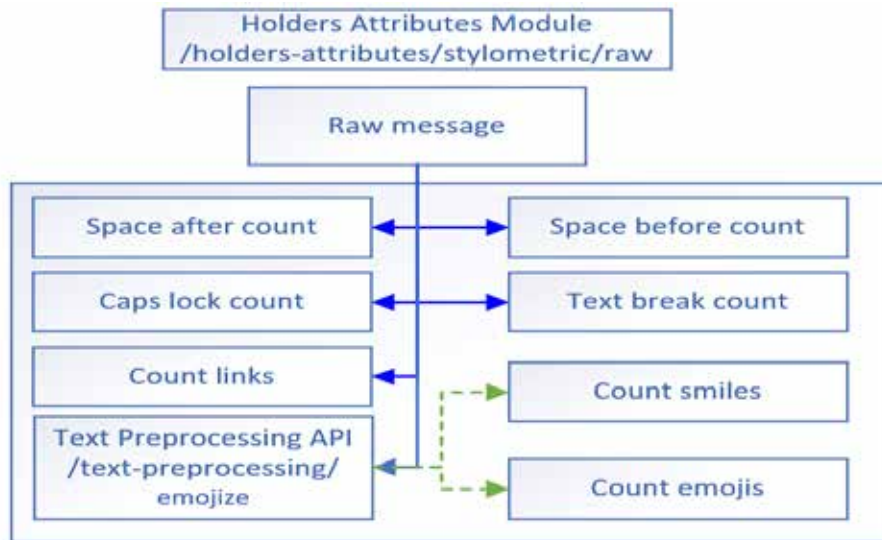 Holders Attributes Module
/holders-attributes/stylometric/raw
Raw message
Space after count
Space before count
Caps lock count
Text break count
Count links
Count smiles
Text Preprocessing API
/text-preprocessing/
emojize
Count emojis